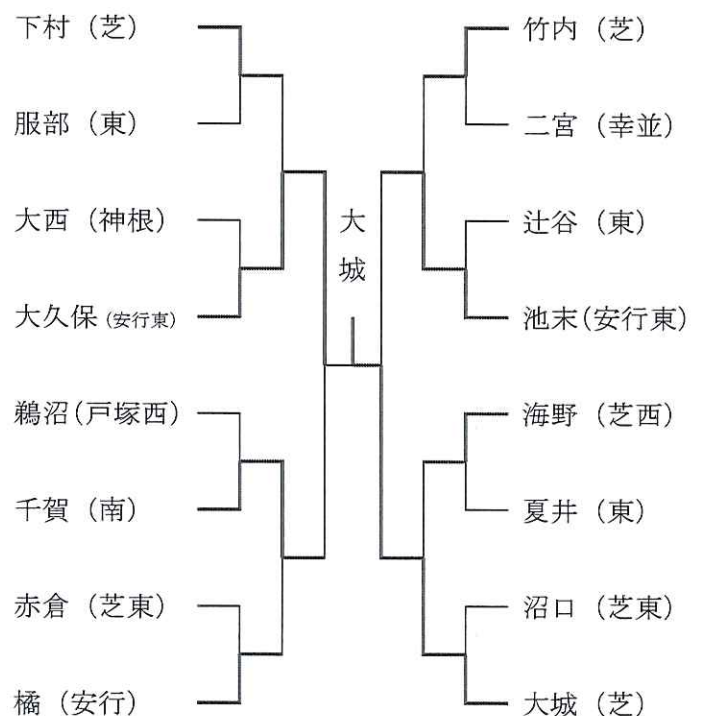 下村（芝）
服部（東）
大西（神根）
大久保（安行東）
鵜沼（戸塚西）
千賀（南）
赤倉（芝東）
橘（安行）
大城
竹内（芝）
二宮（幸並）
辻谷（東）
池末（安行東）
海野（芝西）
夏井（東）
沼口（芝東）
大城（芝）